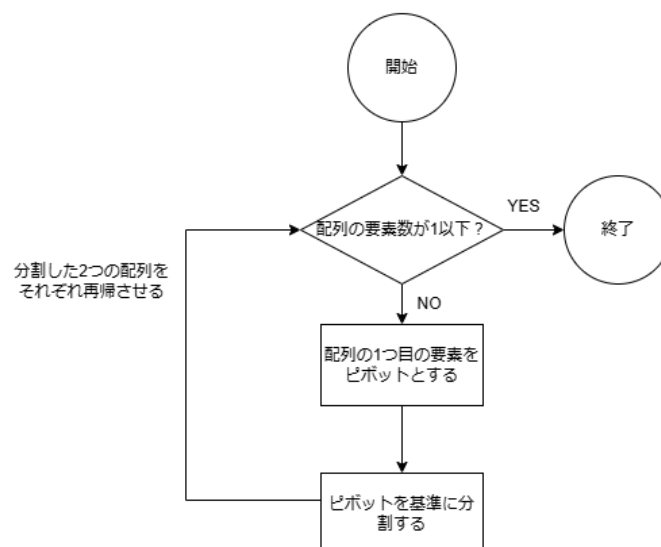 開始
配列の要素数が1以下？
YES
終了
分割した2つの配列を
それぞれ再帰させる
NO
配列の1つ目の要素を
ピボットとする
ピボットを基準に分
割する